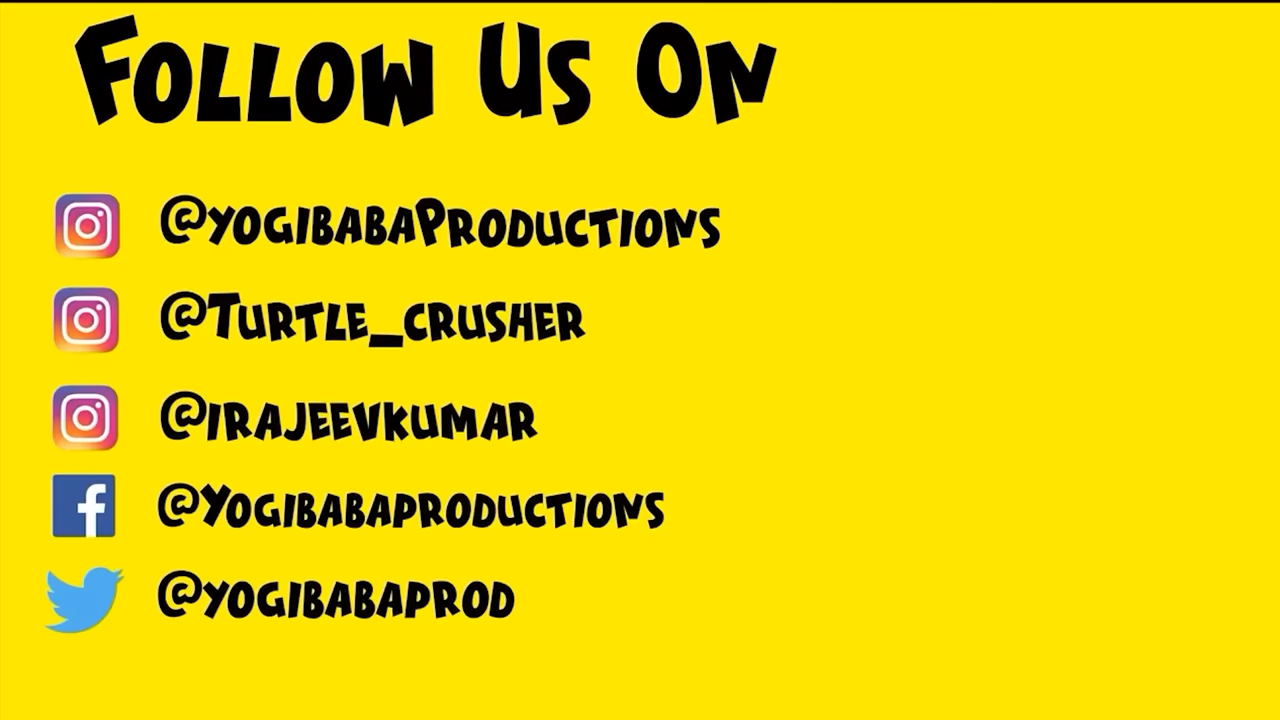 Follow Us On
@yogibabaProductions
@Turtle_crusher
@irajeevkumar
@Yogibabaproductions
@yogibabaprod